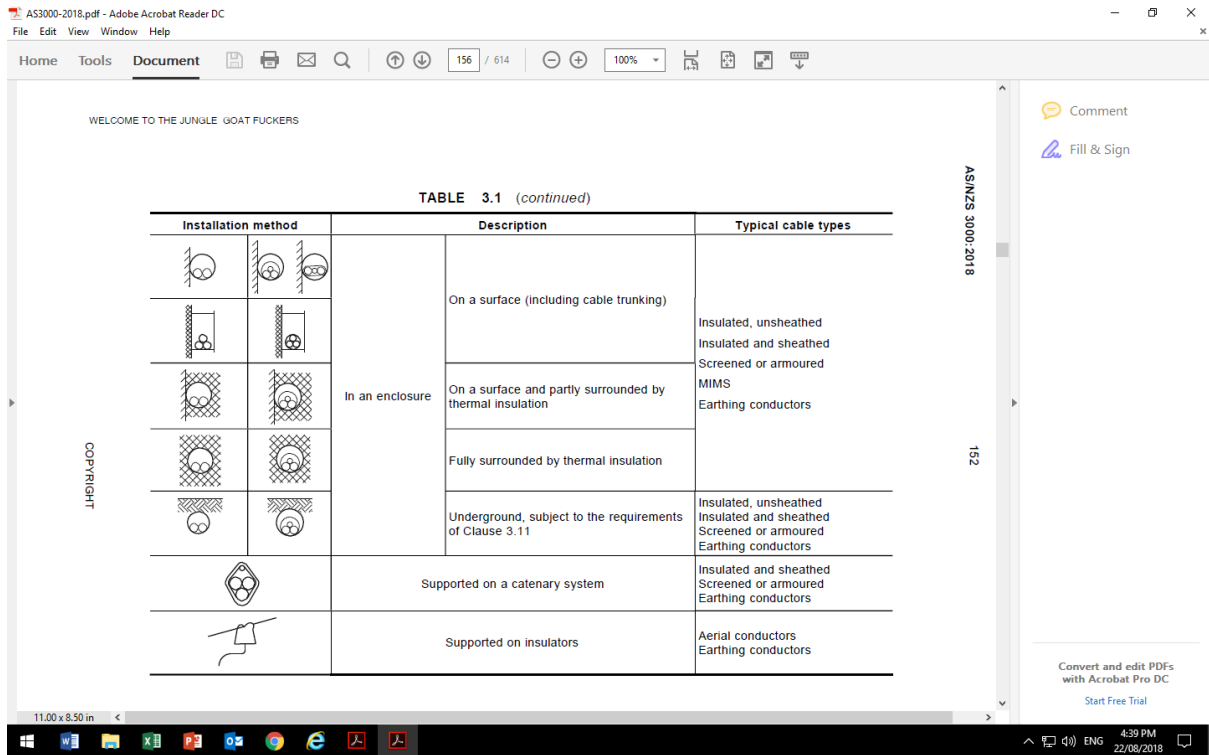 AS3000-2018.pdf - Adobe Acrobat Reader DC
File Edit View Window Help
Home Tools Document 156 / 614 100%
WELCOME TO THE JUNGLE GOAT FUCKERS
Comment
Fill & Sign
AS/NZS 3000:2018
152
COPYRIGHT
TABLE 3.1 (continued)
Installation method Description Typical cable types
In an enclosure
On a surface (including cable trunking)
On a surface and partly surrounded by
thermal insulation
Fully surrounded by thermal insulation
Insulated, unsheathed
Insulated and sheathed
Screened or armoured
MIMS
Earthing conductors
Underground, subject to the requirements
of Clause 3.11
Insulated, unsheathed
Insulated and sheathed
Screened or armoured
Earthing conductors
Supported on a catenary system
Insulated and sheathed
Screened or armoured
Earthing conductors
Supported on insulators
Aerial conductors
Earthing conductors
Convert and edit PDFs
with Acrobat Pro DC
Start Free Trial
11.00 x 8.50 in
ENG
4:39 PM
22/08/2018